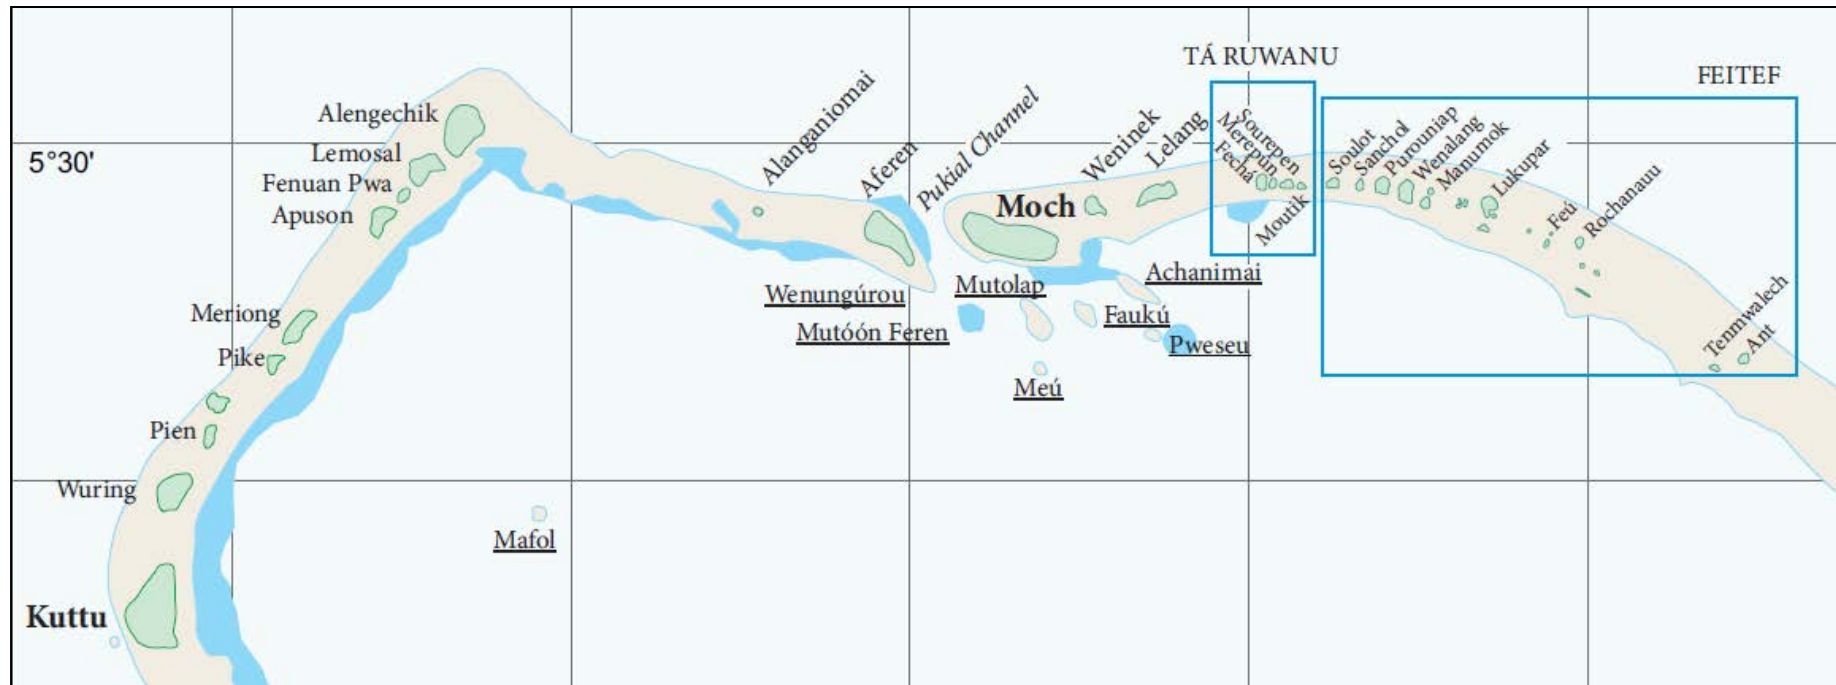 TÁ RUWANU
FEITEF
Alengechik
5°30'
Lemosal
Fenuan Pwa
Apuson
Alanganiomai
Aferen
Pukial Channel
Moch
Weninek
Lelang
Sourepen
Merepun
Fechá
Moutik
Soulot
Sanchol
Purouniap
Wenalang
Manumok
Lukupar
Feú
Rochanauu
Meriong
Pike
Wenungúrou
Mutóón Feren
Mutolap
Achanimai
Faukú
Pweseu
Meú
Tenmwalech
Ant
Pien
Wuring
Mafol
Kuttu